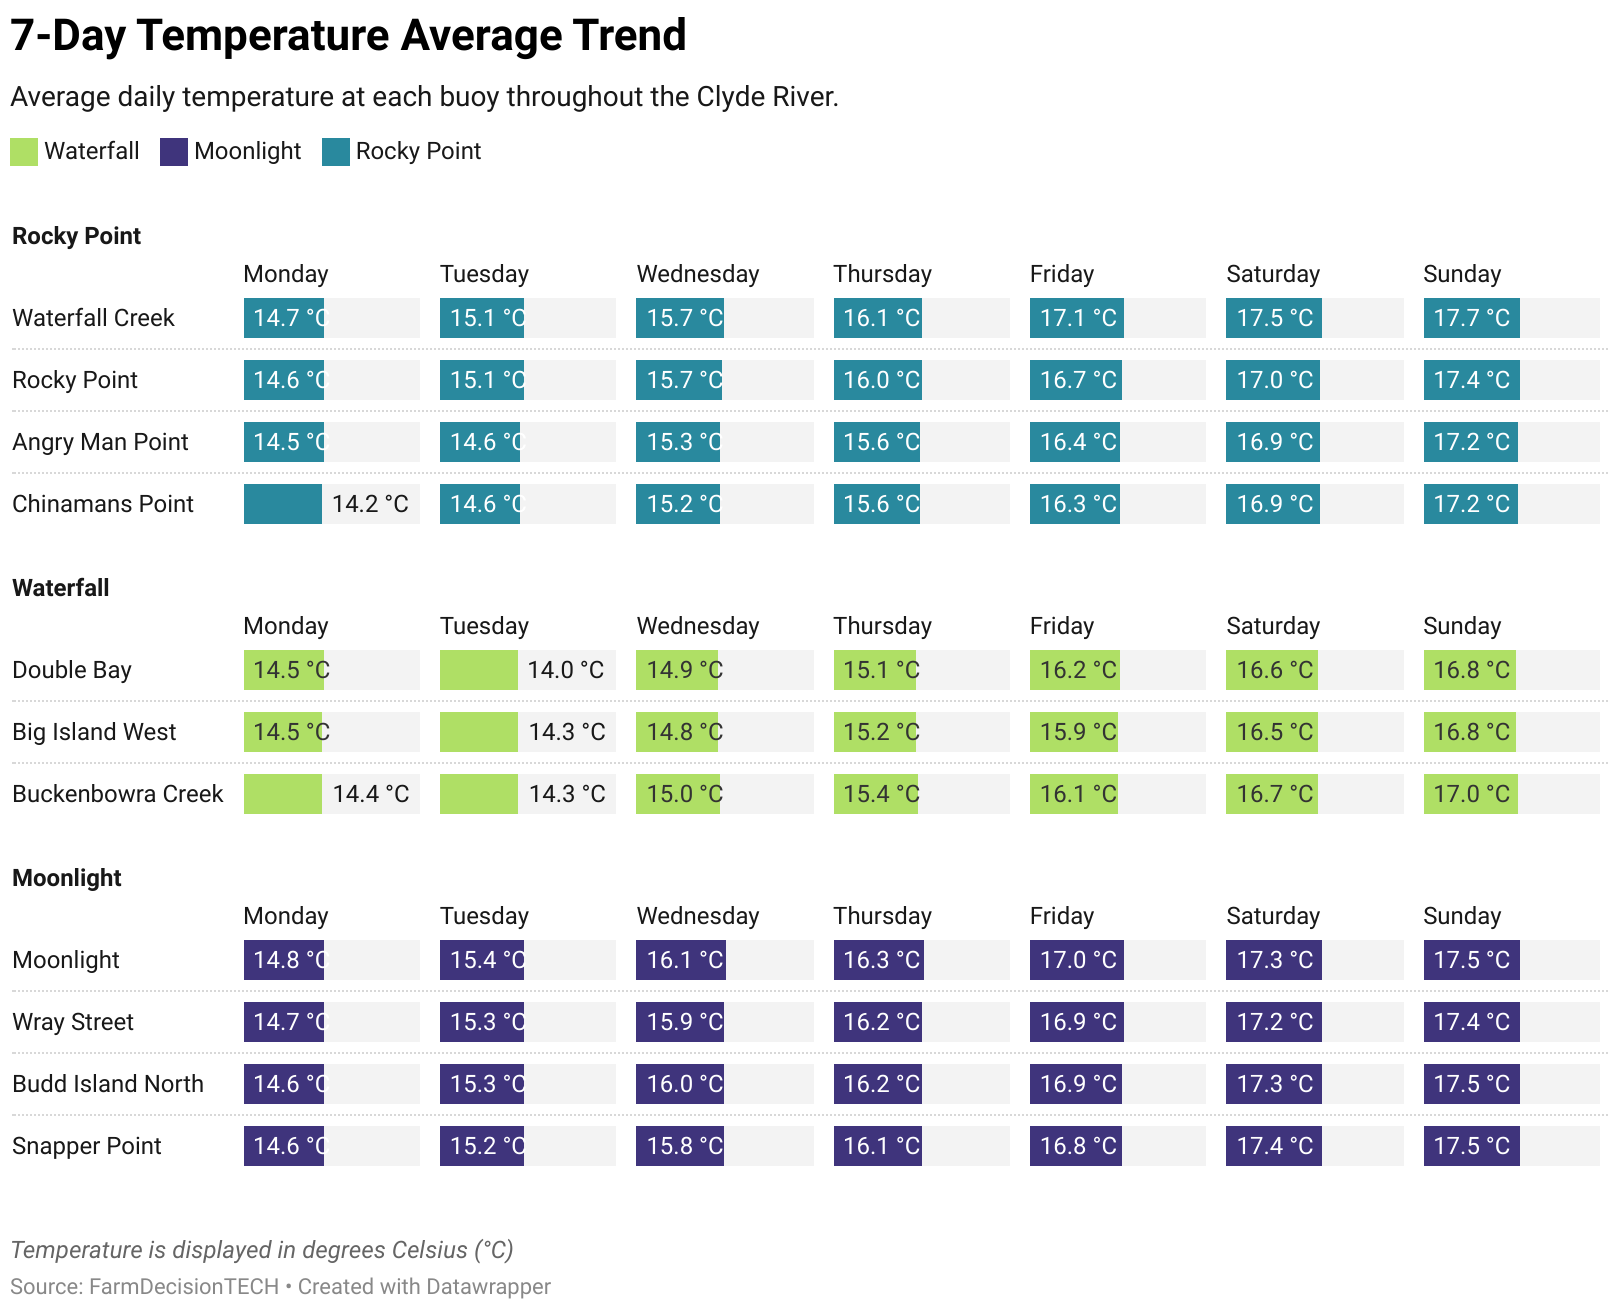 7-Day Temperature Average Trend
Average daily temperature at each buoy throughout the Clyde River.
Waterfall Moonlight Rocky Point
Rocky Point
Monday Tuesday Wednesday Thursday Friday Saturday Sunday
Waterfall Creek 14.7 °C 15.1 °C 15.7 °C 16.1 °C 17.1 °C 17.5 °C 17.7 °C
Rocky Point 14.6 °C 15.1 °C 15.7 °C 16.0 °C 16.7 °C 17.0 °C 17.4 °C
Angry Man Point 14.5 °C 14.6 °C 15.3 °C 15.6 °C 16.4 °C 16.9 °C 17.2 °C
Chinamans Point 14.2 °C 14.6 °C 15.2 °C 15.6 °C 16.3 °C 16.9 °C 17.2 °C
Waterfall
Monday Tuesday Wednesday Thursday Friday Saturday Sunday
Double Bay 14.5 °C 14.0 °C 14.9 °C 15.1 °C 16.2 °C 16.6 °C 16.8 °C
Big Island West 14.5 °C 14.3 °C 14.8 °C 15.2 °C 15.9 °C 16.5 °C 16.8 °C
Buckenbowra Creek 14.4 °C 14.3 °C 15.0 °C 15.4 °C 16.1 °C 16.7 °C 17.0 °C
Moonlight
Monday Tuesday Wednesday Thursday Friday Saturday Sunday
Moonlight 14.8 °C 15.4 °C 16.1 °C 16.3 °C 17.0 °C 17.3 °C 17.5 °C
Wray Street 14.7 °C 15.3 °C 15.9 °C 16.2 °C 16.9 °C 17.2 °C 17.4 °C
Budd Island North 14.6 °C 15.3 °C 16.0 °C 16.2 °C 16.9 °C 17.3 °C 17.5 °C
Snapper Point 14.6 °C 15.2 °C 15.8 °C 16.1 °C 16.8 °C 17.4 °C 17.5 °C
Temperature is displayed in degrees Celsius (°C)
Source: FarmDecisionTECH • Created with Datawrapper